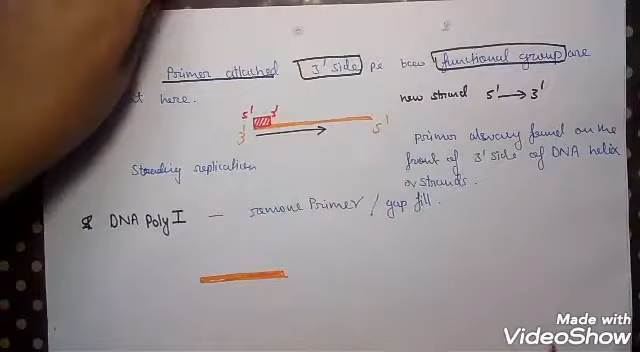 Primer attached 3' side pe bcoz functional group are
t here.
new strand 5' → 3'
5' 3'
3' 5'
primer always found on the
front of 3' side of DNA helix
or strands.
replication
DNA Poly I – remove Primer / gap fill.
Made with
VideoShow